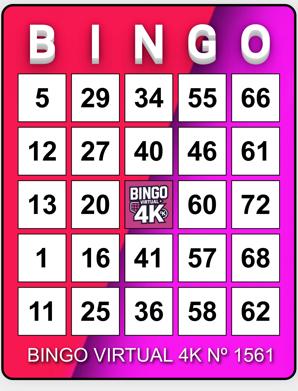 BINGO
5 29 34 55 66
12 27 40 46 61
13 20 BINGO VIRTUAL 4K 60 72
1 16 41 57 68
11 25 36 58 62
BINGO VIRTUAL 4K Nº 1561